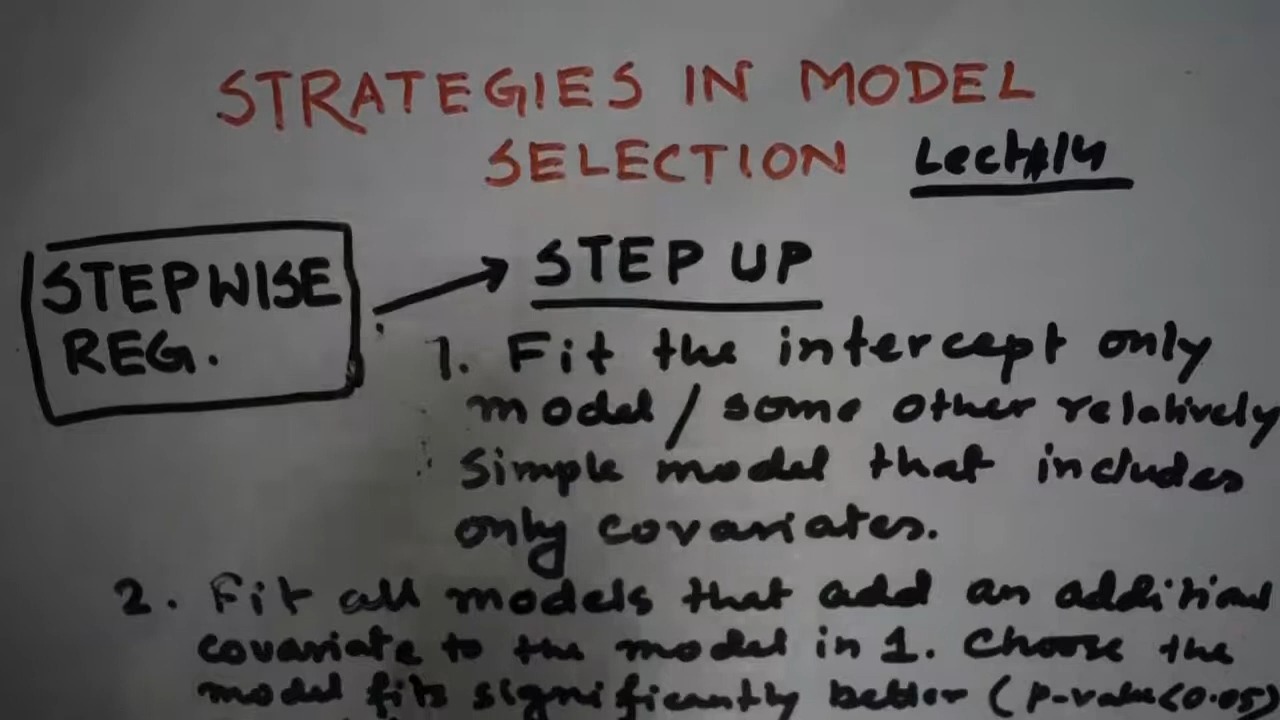 STRATEGIES IN MODEL
SELECTION Lect#14
STEPWISE
REG.
STEP UP
1. Fit the intercept only
model / some other relatively
Simple model that includes
only covariates.
2. Fit all models that add an additional
covariate to the model in 1. Choose the
model fits significantly better (p-value<0.05)